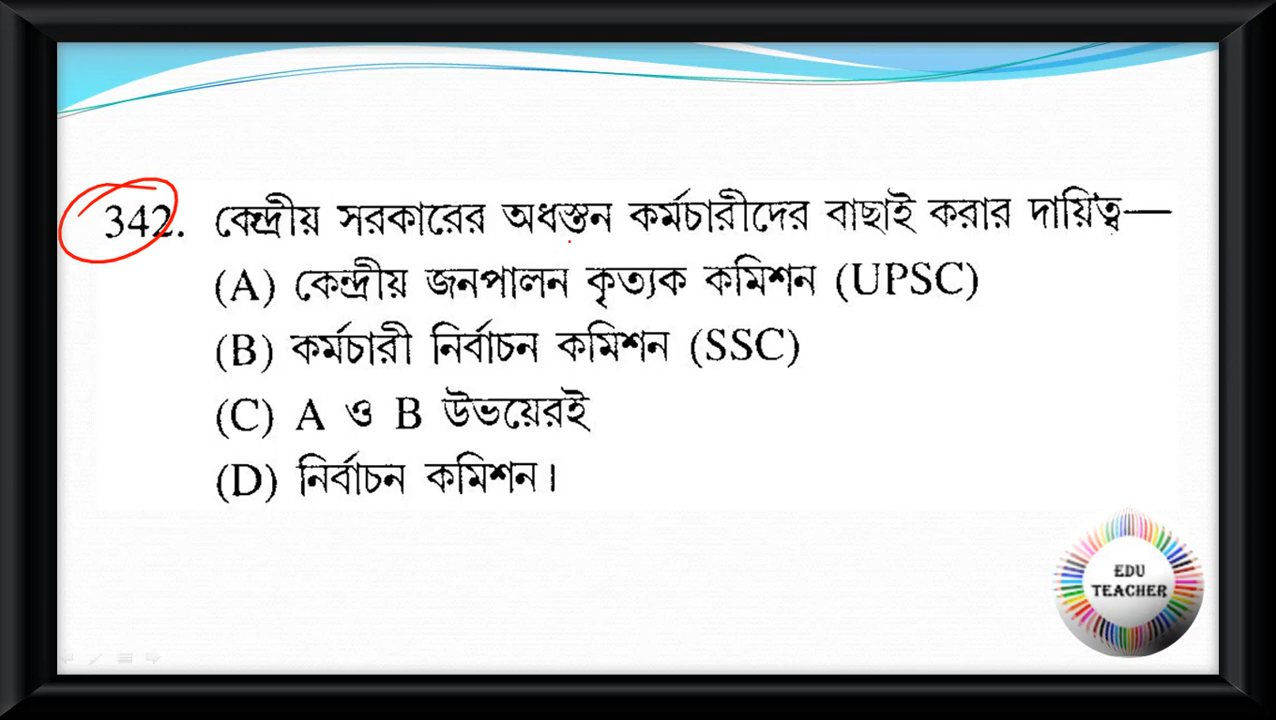 342. কেন্দ্রীয় সরকারের অধস্তন কর্মচারীদের বাছাই করার দায়িত্ব—
(A) কেন্দ্রীয় জনপালন কৃত্যক কমিশন (UPSC)
(B) কর্মচারী নির্বাচন কমিশন (SSC)
(C) A ও B উভয়েরই
(D) নির্বাচন কমিশন।
EDU
TEACHER